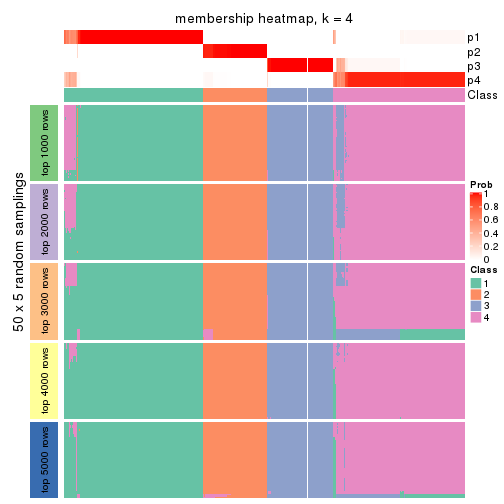 membership heatmap, k = 4
p1
p2
p3
p4
Class
50 x 5 random samplings
top 1000 rows
top 2000 rows
top 3000 rows
top 4000 rows
top 5000 rows
Prob
1
0.8
0.6
0.4
0.2
0
Class
1
2
3
4